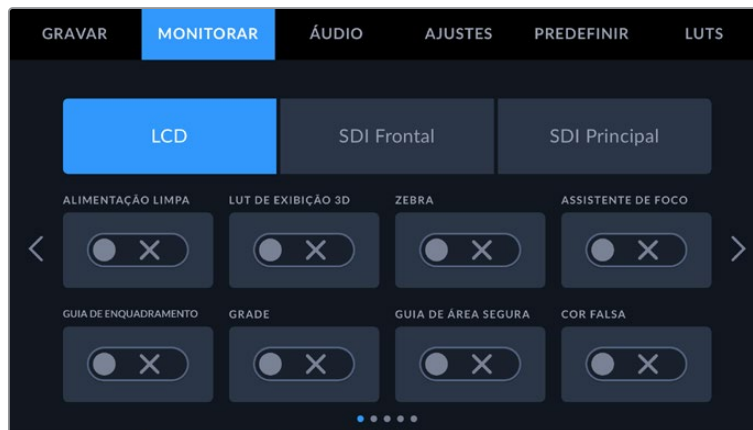 GRAVAR MONITORAR ÁUDIO AJUSTES PREDEFINIR LUTS
LCD SDI Frontal SDI Principal
ALIMENTAÇÃO LIMPA LUT DE EXIBIÇÃO 3D ZEBRA ASSISTENTE DE FOCO
GUIA DE ENQUADRAMENTO GRADE GUIA DE ÁREA SEGURA COR FALSA